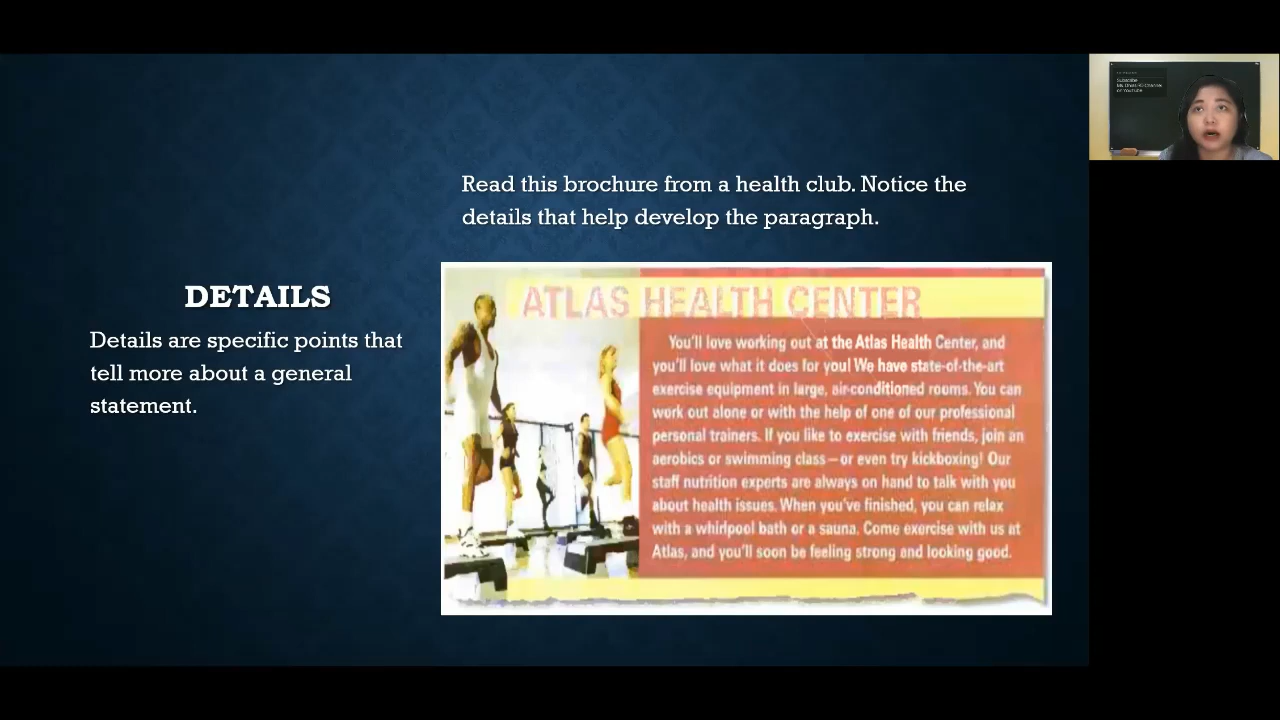 Read this brochure from a health club. Notice the
details that help develop the paragraph.
DETAILS
Details are specific points that
tell more about a general
statement.
ATLAS HEALTH CENTER
You'll love working out at the Atlas Health Center, and
you'll love what it does for you! We have state-of-the-art
exercise equipment in large, air-conditioned rooms. You can
work out alone or with the help of one of our professional
personal trainers. If you like to exercise with friends, join an
aerobics or swimming class—or even try kickboxing! Our
staff nutrition experts are always on hand to talk with you
about health issues. When you've finished, you can relax
with a whirlpool bath or a sauna. Come exercise with us at
Atlas, and you'll soon be feeling strong and looking good.
Subscribe
on YouTube